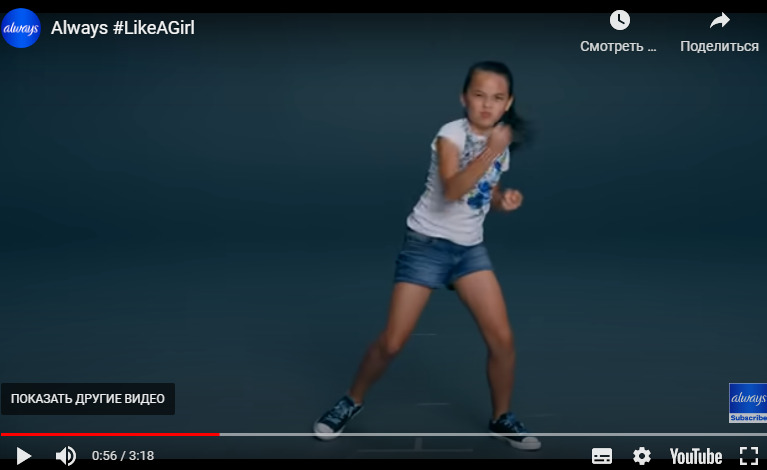 always
Always #LikeAGirl
Смотреть ...
Поделиться
ПОКАЗАТЬ ДРУГИЕ ВИДЕО
always
Subscribe
0:56 / 3:18
YouTube